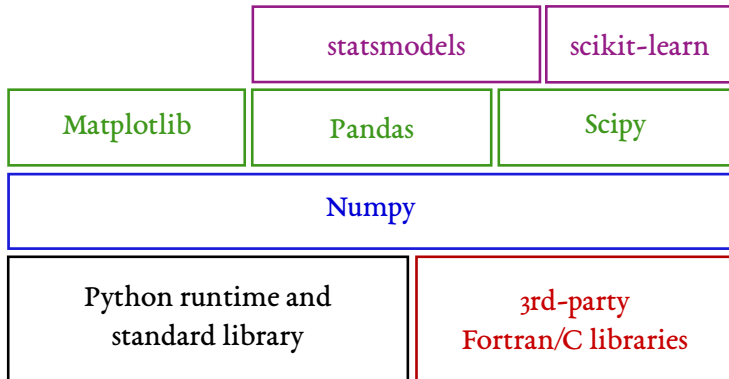 statsmodels
scikit-learn
Matplotlib
Pandas
Scipy
Numpy
Python runtime and
standard library
3rd-party
Fortran/C libraries